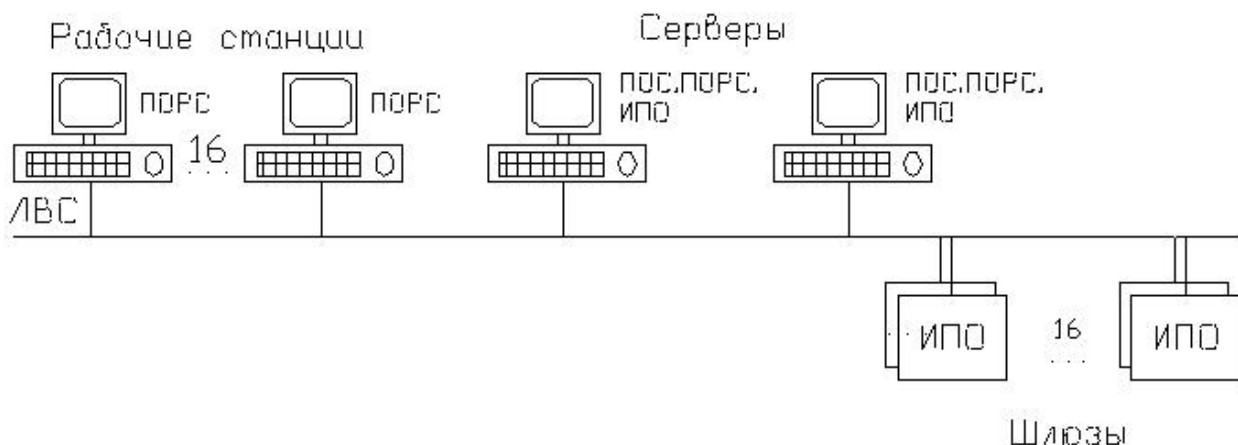 Рабочие станции
Серверы
ПОРС
ПОРС
ПОС,ПОРС,
ИПО
ПОС,ПОРС,
ИПО
16
...
ЛВС
ИПО
16
...
ИПО
Шлюзы